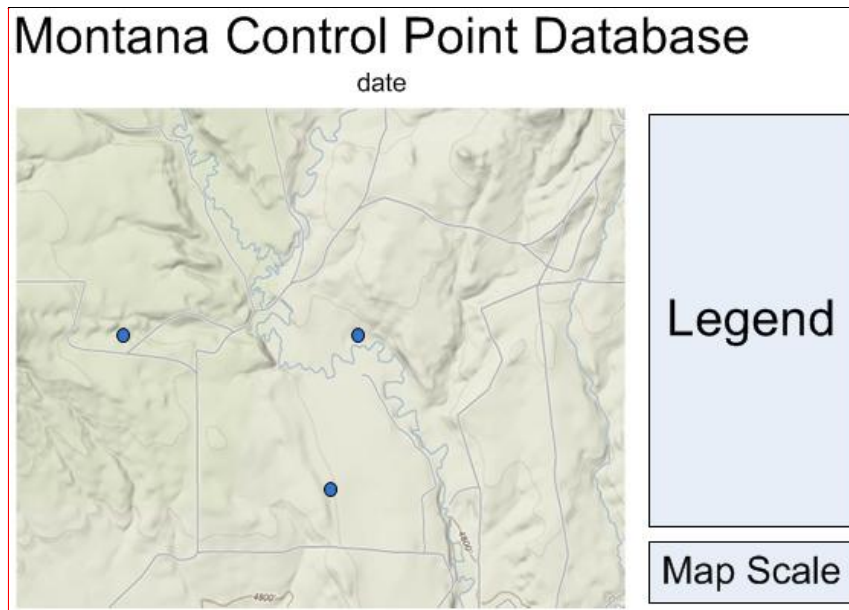 Montana Control Point Database
date
Legend
4800
4800
Map Scale